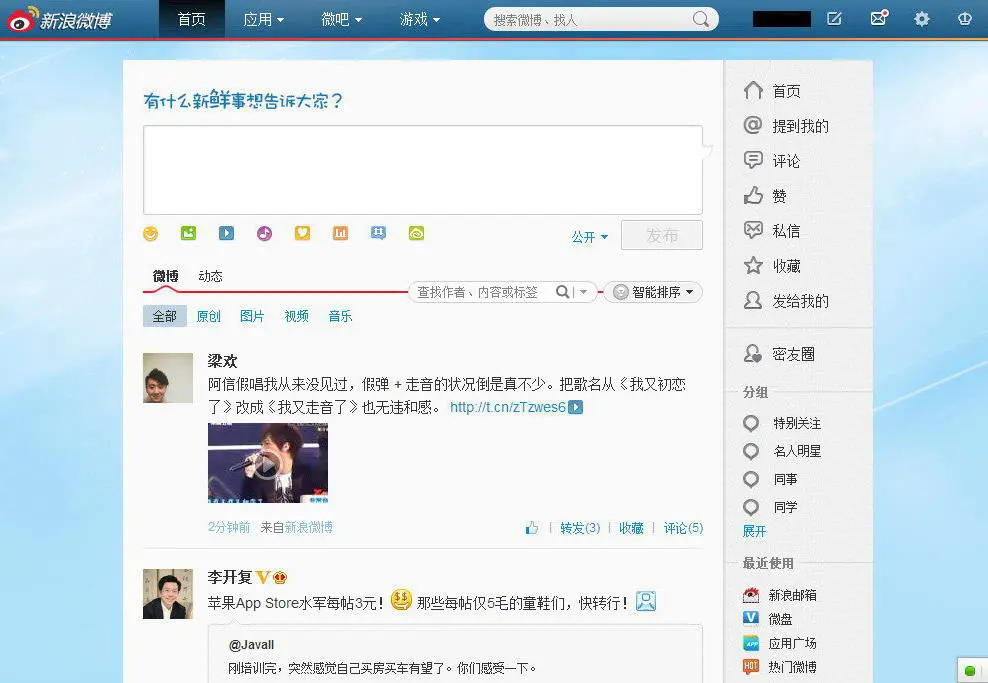 新浪微博
首页
应用
微吧
游戏
搜索微博、找人
有什么新鲜事想告诉大家?
公开
发布
微博
动态
查找作者、内容或标签
智能排序
全部
原创
图片
视频
音乐
梁欢
阿信假唱我从来没见过，假弹 + 走音的状况倒是真不少。把歌名从《我又初恋
了》改成《我又走音了》也无违和感。 http://t.cn/zTzwes6
2分钟前 来自新浪微博
转发(3) | 收藏 | 评论(5)
李开复
苹果App Store水军每帖3元！ 那些每帖仅5毛的童鞋们，快转行！
@Javall
刚培训完，突然感觉自己买房买车有望了。你们感受一下。
首页
提到我的
评论
赞
私信
收藏
发给我的
密友圈
分组
特别关注
名人明星
同事
同学
展开
最近使用
新浪邮箱
V
微盘
APP
应用广场
HOT
热门微博